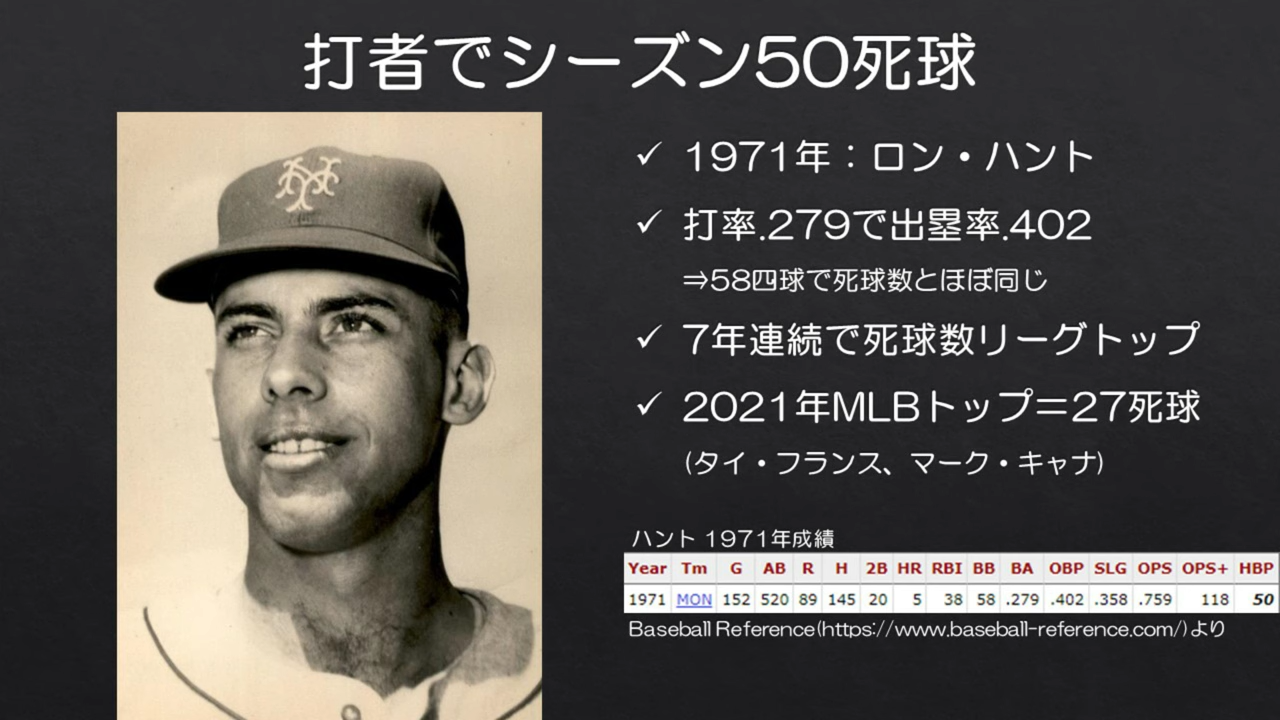 打者でシーズン50死球
✓ 1971年：ロン・ハント
✓ 打率.279で出塁率.402
⇒58四球で死球数とほぼ同じ
✓ 7年連続で死球数リーグトップ
✓ 2021年MLBトップ＝27死球
(タイ・フランス、マーク・キャナ)
ハント 1971年成績
Year Tm G AB R H 2B HR RBI BB BA OBP SLG OPS OPS+ HBP
1971 MON 152 520 89 145 20 5 38 58 .279 .402 .358 .759 118 50
Baseball Reference(https://www.baseball-reference.com/)より
NY